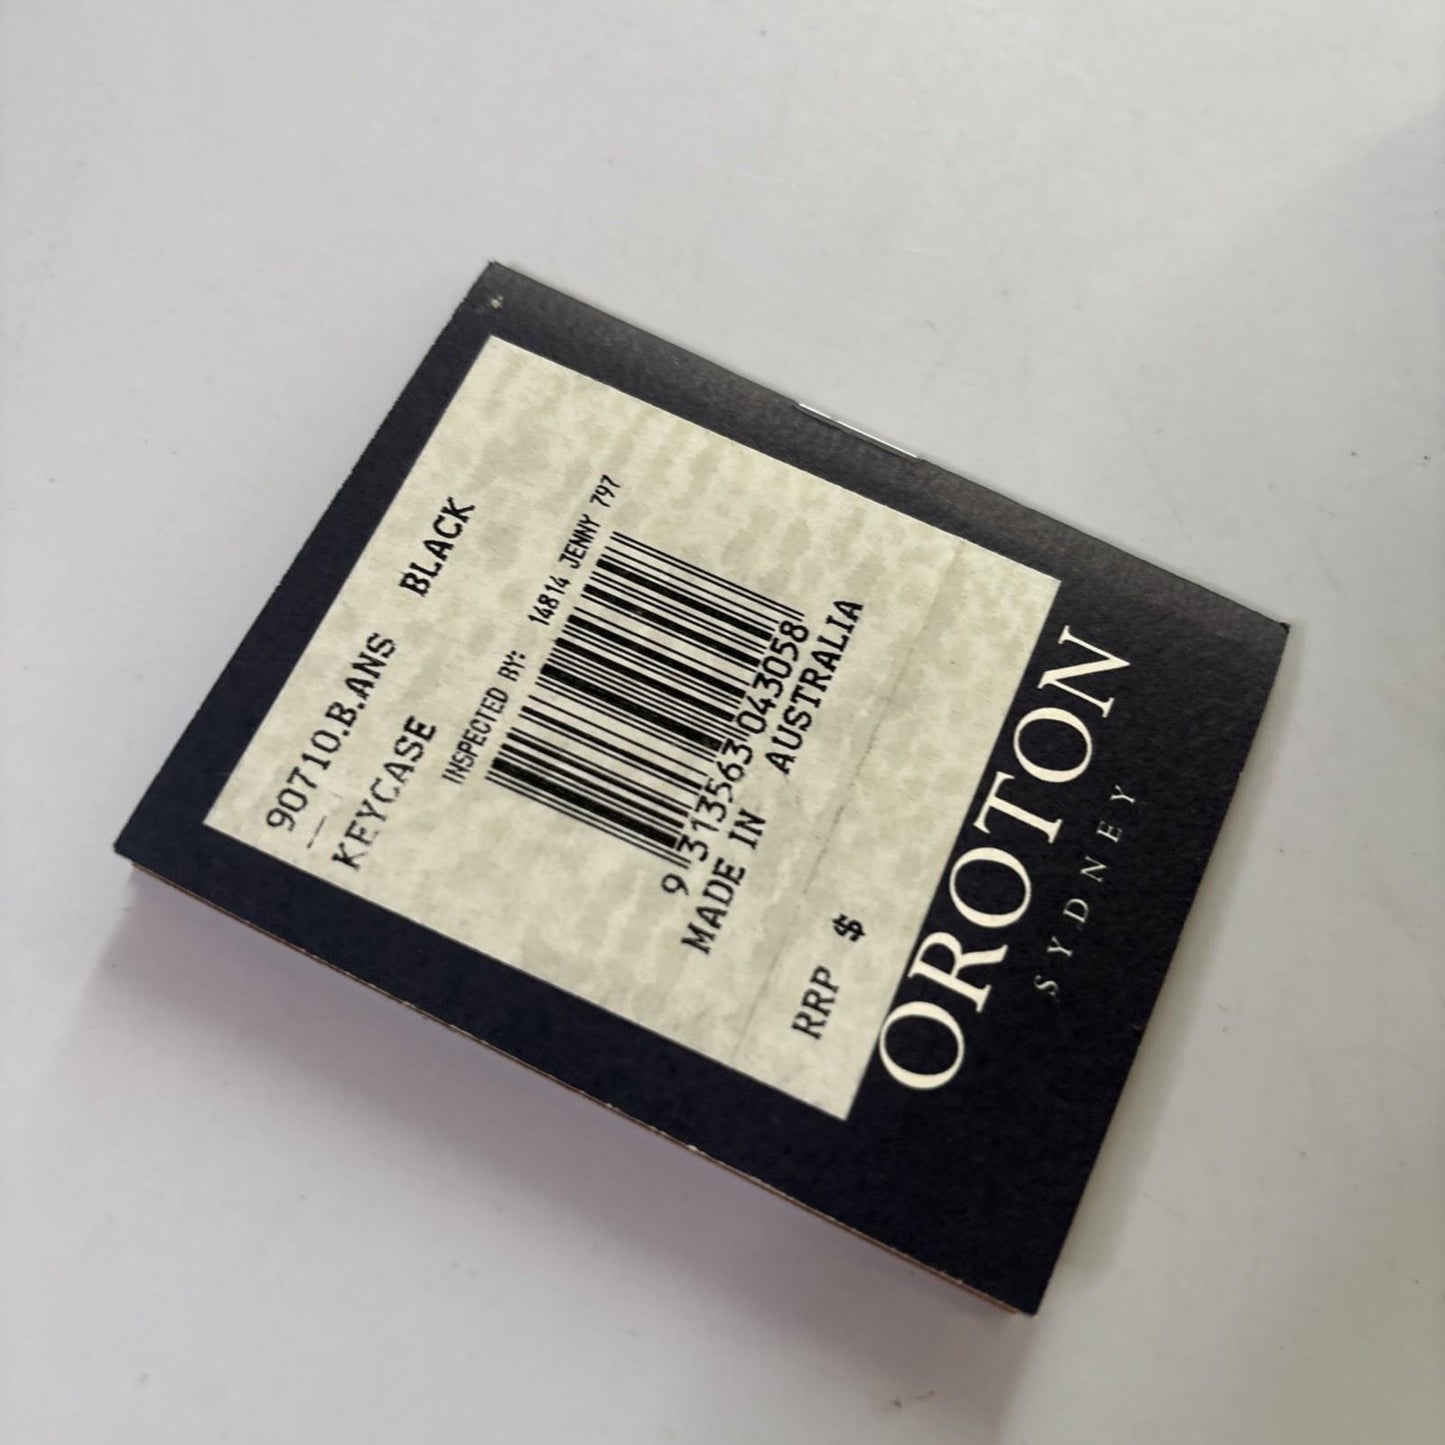 90710.B.ANS BLACK
KEYCASE
INSPECTED BY: 14814 JENNY 797
9 313563 043058
MADE IN AUSTRALIA
RRP $
OROTON
SYDNEY